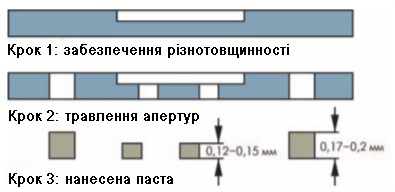 Крок 1: забезпечення різнотовщинності
Крок 2: травлення апертур
0,12–0,15 мм
0,17–0,2 мм
Крок 3: нанесена паста